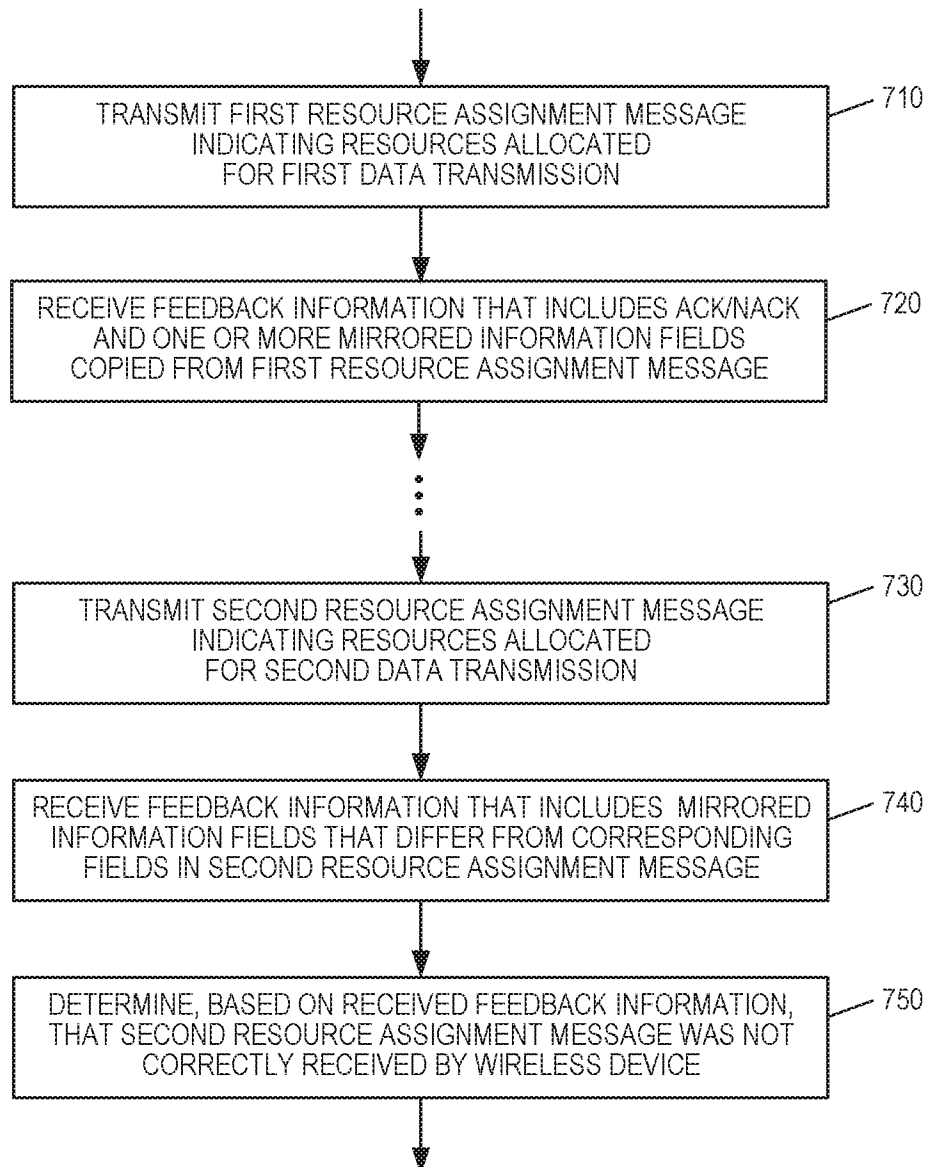 TRANSMIT FIRST RESOURCE ASSIGNMENT MESSAGE
INDICATING RESOURCES ALLOCATED
FOR FIRST DATA TRANSMISSION
710
RECEIVE FEEDBACK INFORMATION THAT INCLUDES ACK/NACK
AND ONE OR MORE MIRRORED INFORMATION FIELDS
COPIED FROM FIRST RESOURCE ASSIGNMENT MESSAGE
720
TRANSMIT SECOND RESOURCE ASSIGNMENT MESSAGE
INDICATING RESOURCES ALLOCATED
FOR SECOND DATA TRANSMISSION
730
RECEIVE FEEDBACK INFORMATION THAT INCLUDES MIRRORED
INFORMATION FIELDS THAT DIFFER FROM CORRESPONDING
FIELDS IN SECOND RESOURCE ASSIGNMENT MESSAGE
740
DETERMINE, BASED ON RECEIVED FEEDBACK INFORMATION,
THAT SECOND RESOURCE ASSIGNMENT MESSAGE WAS NOT
CORRECTLY RECEIVED BY WIRELESS DEVICE
750